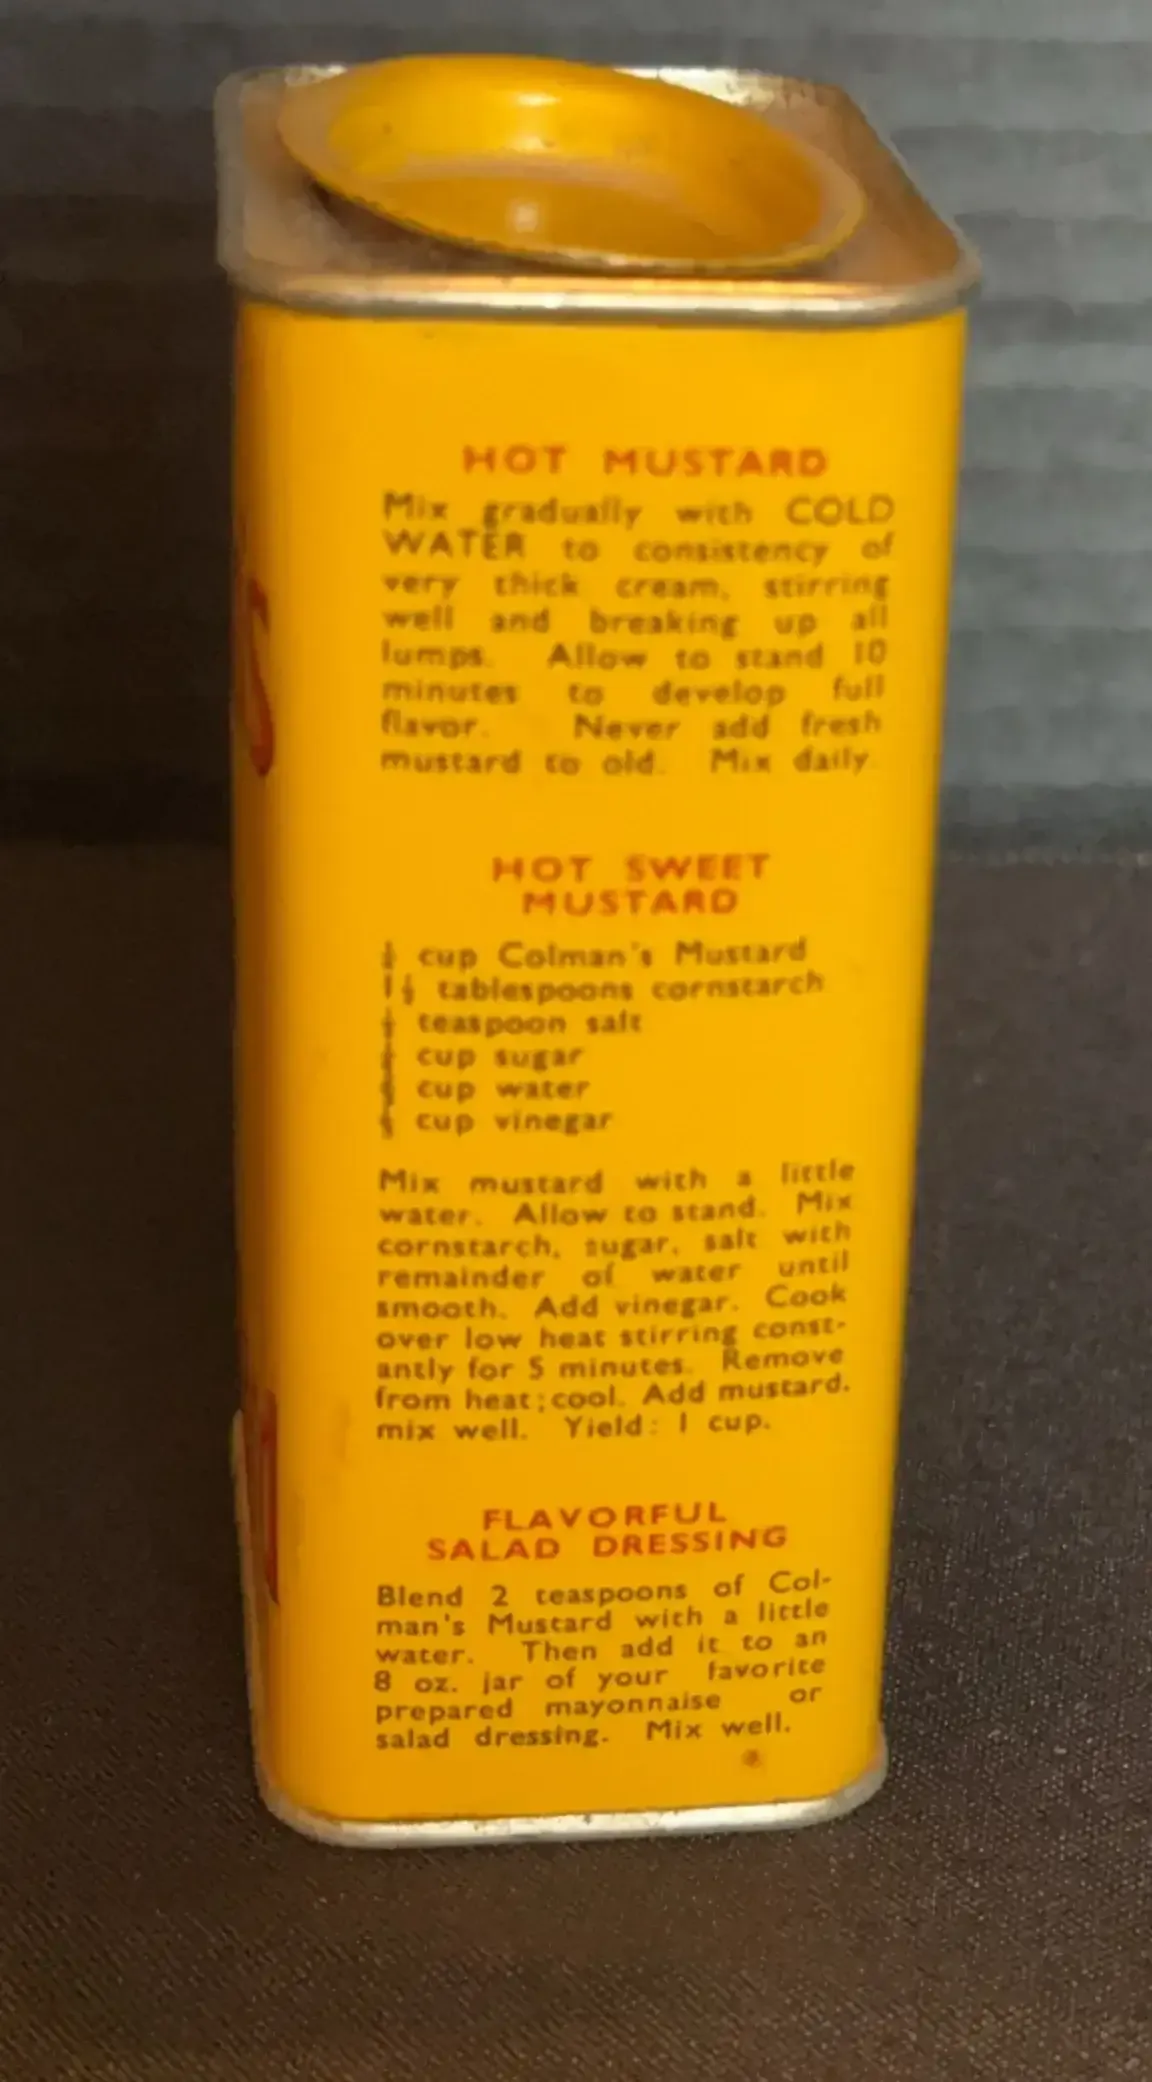 HOT MUSTARD
Mix gradually with COLD
WATER to consistency of
very thick cream, stirring
well and breaking up all
lumps. Allow to stand 10
minutes to develop full
flavor. Never add fresh
mustard to old. Mix daily.
HOT SWEET
MUSTARD
cup Colman's Mustard
tablespoons cornstarch
teaspoon salt
cup sugar
cup water
cup vinegar
Mix mustard with a little
water. Allow to stand. Mix
cornstarch, sugar, salt with
remainder of water until
smooth. Add vinegar. Cook
over low heat stirring const-
antly for 5 minutes. Remove
from heat; cool. Add mustard.
mix well. Yield: 1 cup.
FLAVORFUL
SALAD DRESSING
Blend 2 teaspoons of Col-
man's Mustard with a little
water. Then add it to an
8 oz. jar of your favorite
prepared mayonnaise or
salad dressing. Mix well.